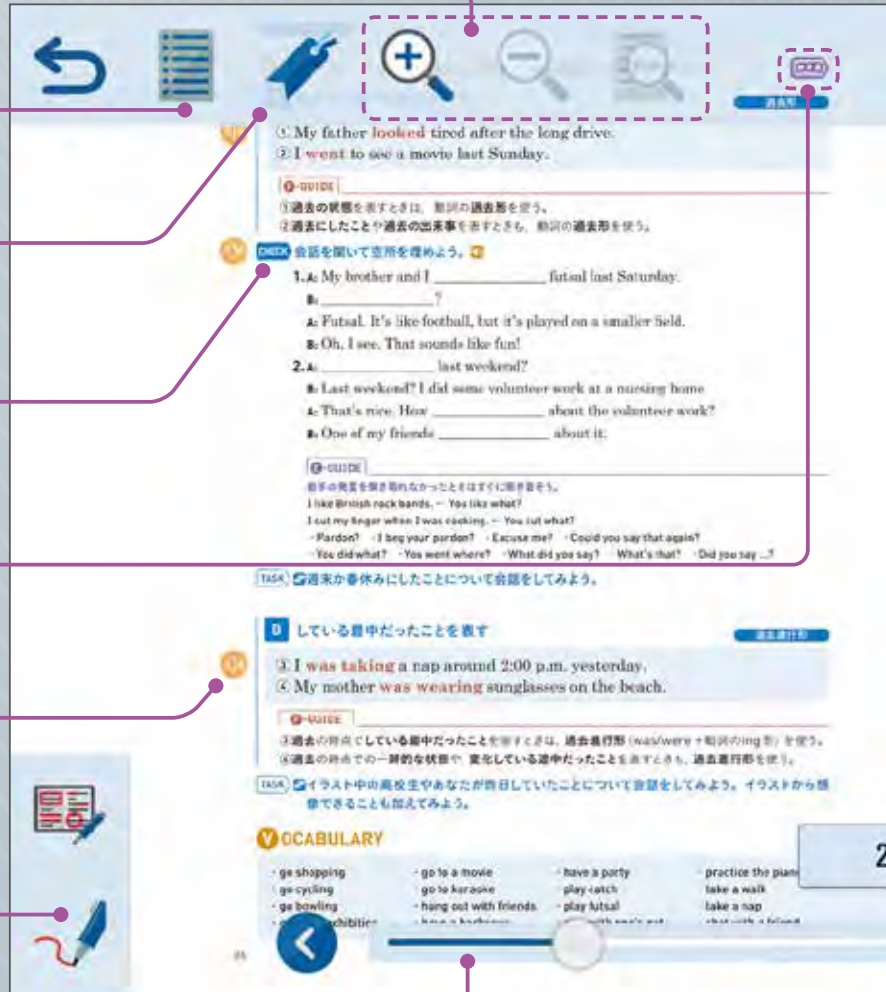 過去形
① My father looked tired after the long drive.
② I went to see a movie last Sunday.
G-GUIDE
①過去の状態を表すときは，動詞の過去形を使う。
②過去にしたことや過去の出来事を表すときも，動詞の過去形を使う。
CHECK 会話を聞いて空所を埋めよう。
1. A: My brother and I ______ futsal last Saturday.
B: ______?
A: Futsal. It's like football, but it's played on a smaller field.
B: Oh, I see. That sounds like fun!
2. A: ______ last weekend?
B: Last weekend? I did some volunteer work at a nursing home
A: That's nice. How ______ about the volunteer work?
B: One of my friends ______ about it.
-GUIDE
相手の発言を聞き取れなかったときはすぐに聞き直そう。
I like British rock bands. — You like what?
I cut my finger when I was cooking. — You cut what?
・Pardon? ・I beg your pardon? ・Excuse me? ・Could you say that again?
・You did what? ・You went where? ・What did you say? ・What's that? ・Did you say ...?
TASK 週末か春休みにしたことについて会話をしてみよう。
している最中だったことを表す
過去進行形
③ I was taking a nap around 2:00 p.m. yesterday.
④ My mother was wearing sunglasses on the beach.
G-GUIDE
③過去の時点でしている最中だったことを表すときは，過去進行形 (was/were + 動詞のing 形) を使う。
④過去の時点での一時的な状態や，変化している途中だったことを表すときも，過去進行形を使う。
TASK イラスト中の高校生やあなたが昨日していたことについて会話をしてみよう。イラストから想
像できることも加えてみよう。
VOCABULARY
・go shopping ・go to a movie ・have a party ・practice the pian
・go cycling ・go to karaoke ・play catch ・take a walk
・go bowling ・hang out with friends ・play futsal ・take a nap
2